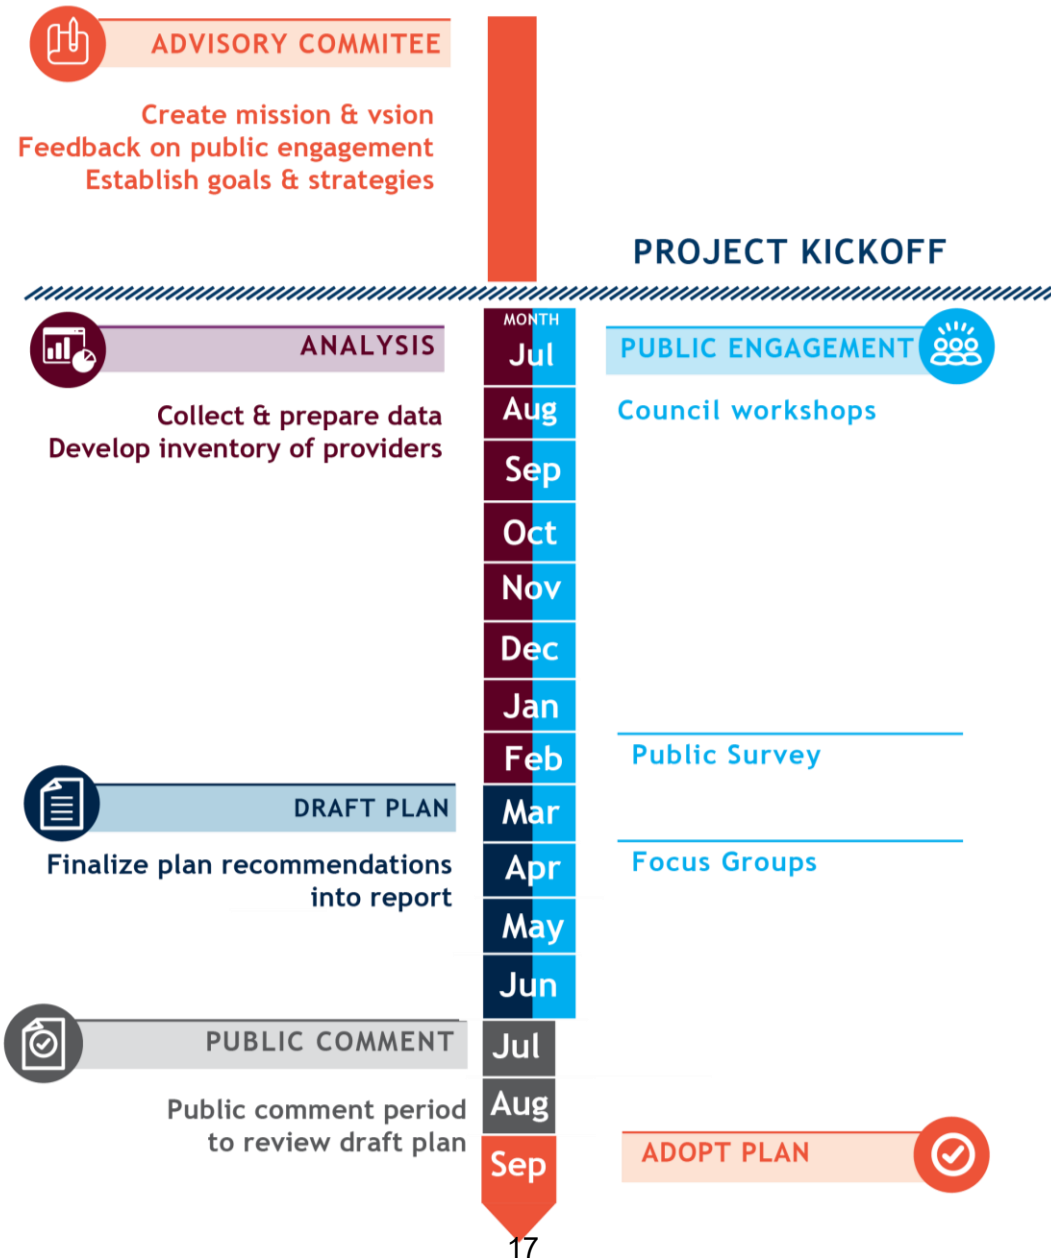 ADVISORY COMMITEE
Create mission & vsion
Feedback on public engagement
Establish goals & strategies
PROJECT KICKOFF
ANALYSIS
Collect & prepare data
Develop inventory of providers
MONTH
Jul
Aug
Sep
Oct
Nov
Dec
Jan
Feb
Mar
Apr
May
Jun
Jul
Aug
Sep
PUBLIC ENGAGEMENT
Council workshops
Public Survey
Focus Groups
DRAFT PLAN
Finalize plan recommendations
into report
PUBLIC COMMENT
Public comment period
to review draft plan
ADOPT PLAN
17